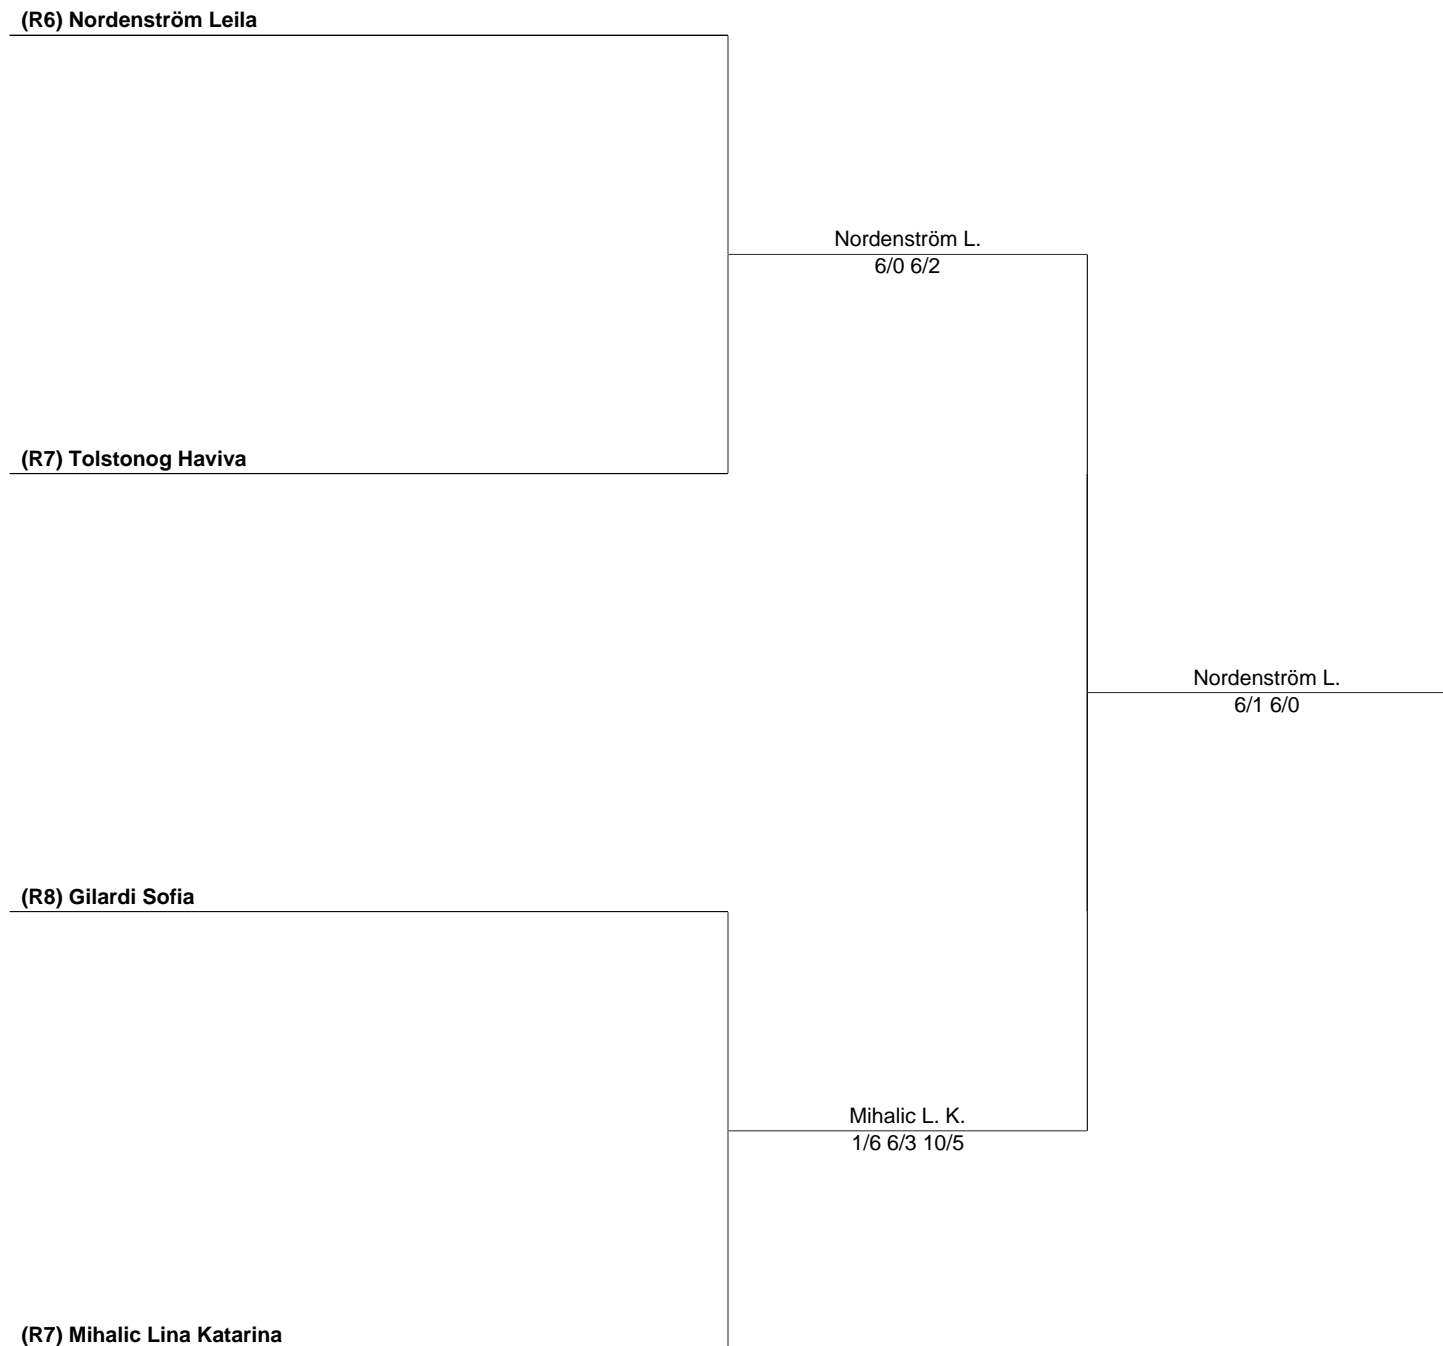 (R6) Nordenström Leila
Nordenström L.
6/0 6/2
(R7) Tolstonog Haviva
Nordenström L.
6/1 6/0
(R8) Gilardi Sofia
Mihalic L. K.
1/6 6/3 10/5
(R7) Mihalic Lina Katarina